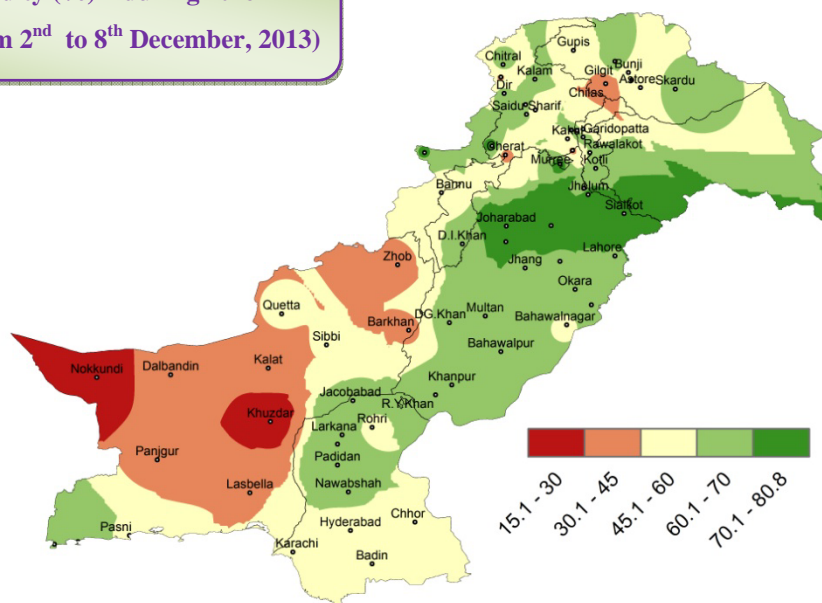 m 2nd to 8th December, 2013)
Chitral
Gupis
Kalam
Gilgit
Bunji
Dir
Astore
Skardu
Chilas
Saidu Sharif
Garidopatta
Rawalakot
Murree
Kotli
Bannu
Jhelum
Sialkot
Joharabad
D.I.Khan
Lahore
Zhob
Jhang
Okara
Quetta
DG.Khan
Multan
Barkhan
Bahawalnagar
Sibbi
Bahawalpur
Nokkundi
Dalbandin
Kalat
Khanpur
Jacobabad
R.Y.Khan
Khuzdar
Rohri
Larkana
Panjgur
Padidan
Lasbella
Nawabshah
Chhor
Pasni
Hyderabad
Karachi
Badin
15.1 - 30
30.1 - 45
45.1 - 60
60.1 - 70
70.1 - 80.8